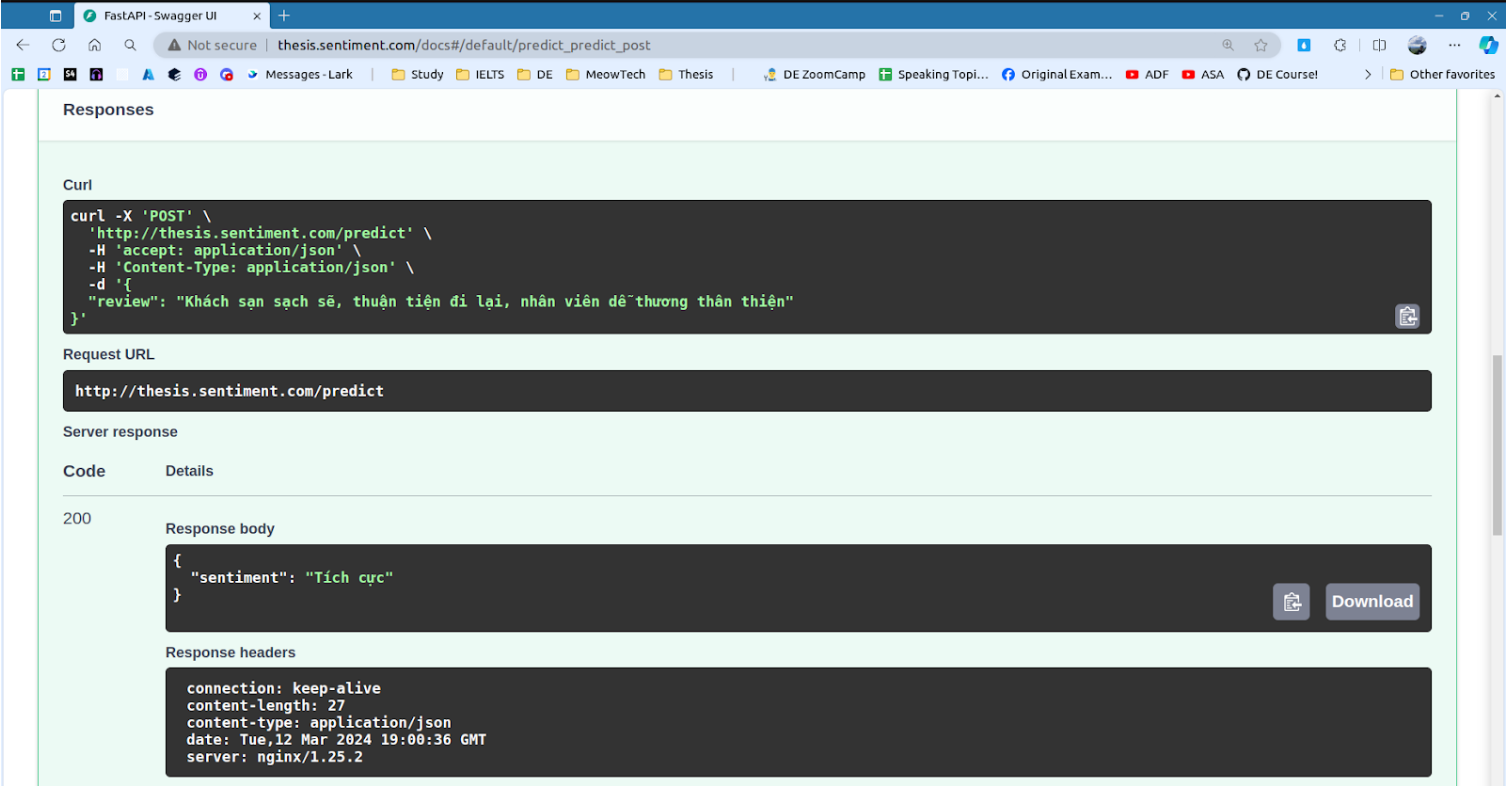 FastAPI - Swagger UI
Not secure thesis.sentiment.com/docs#/default/predict_predict_post
Messages - Lark Study IELTS DE MeowTech Thesis DE ZoomCamp Speaking Topi... Original Exam... ADF ASA DE Course! Other favorites
Responses
Curl
curl -X 'POST' \
'http://thesis.sentiment.com/predict' \
-H 'accept: application/json' \
-H 'Content-Type: application/json' \
-d '{
"review": "Khách sạn sạch sẽ, thuận tiện đi lại, nhân viên dễ thương thân thiện"
}'
Request URL
http://thesis.sentiment.com/predict
Server response
Code Details
200
Response body
{
"sentiment": "Tích cực"
}
Download
Response headers
connection: keep-alive
content-length: 27
content-type: application/json
date: Tue,12 Mar 2024 19:00:36 GMT
server: nginx/1.25.2